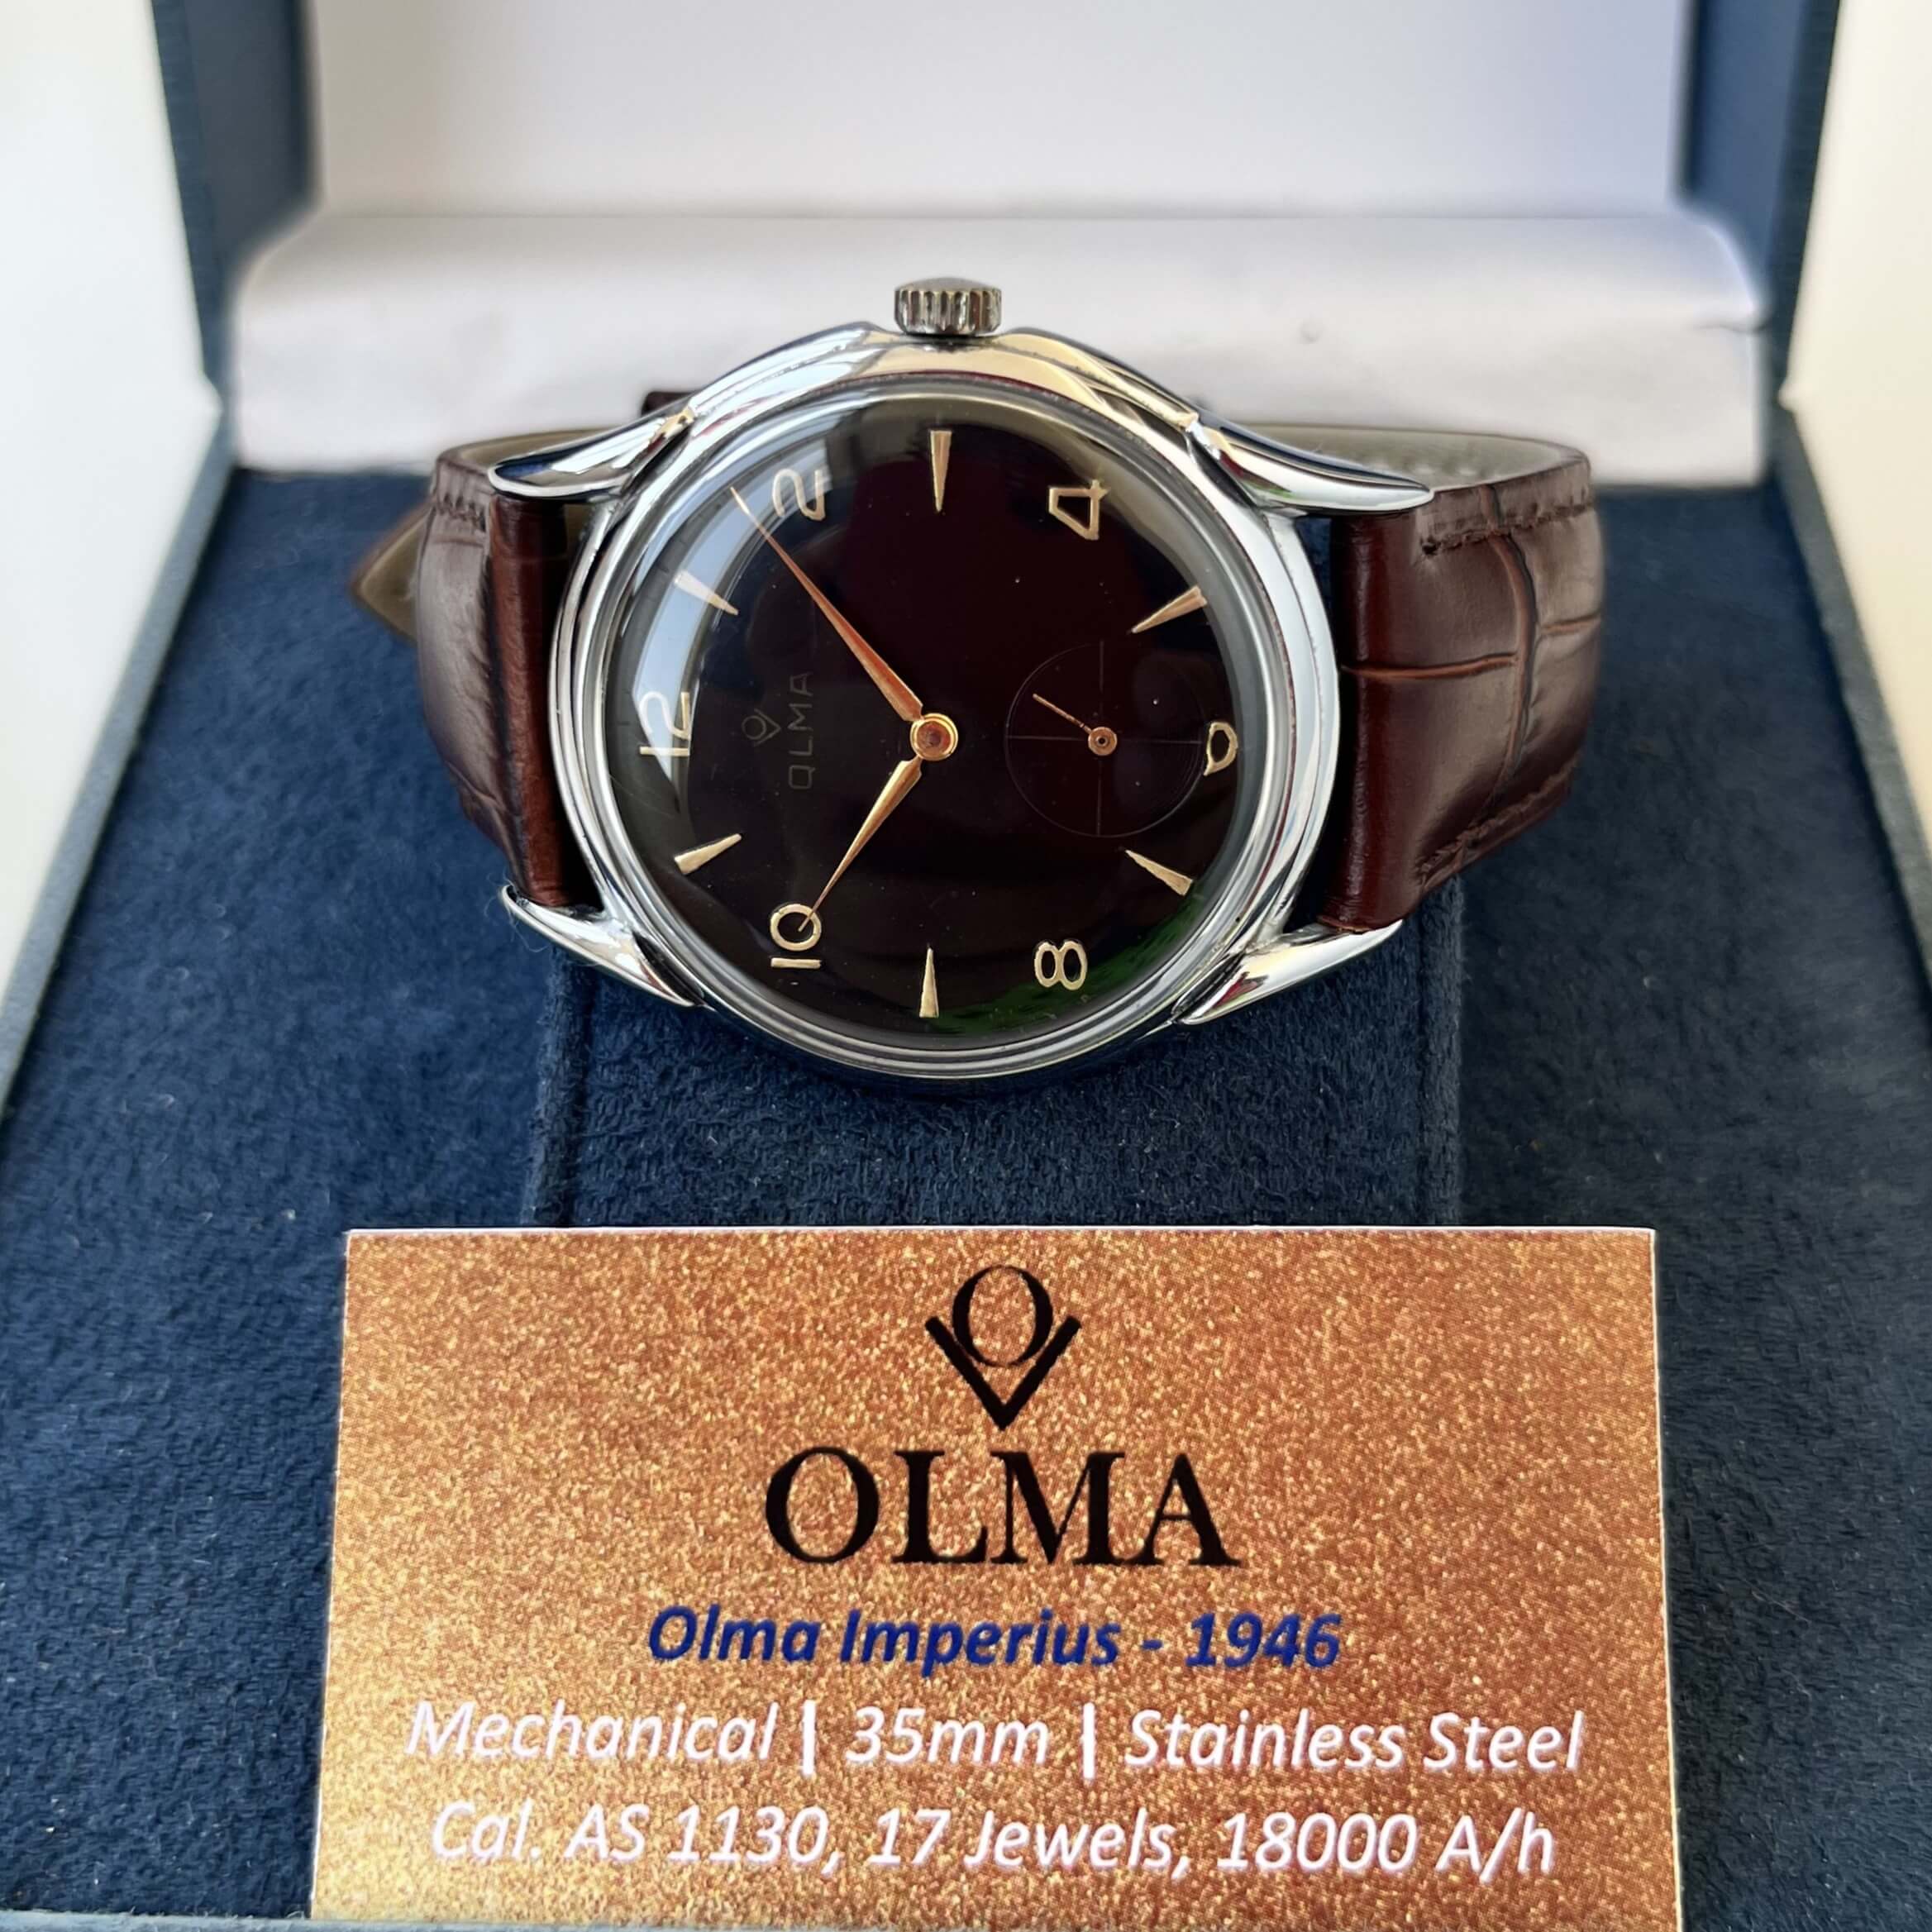 2
4
12
OLMA
6
10
8
O
OLMA
Olma Imperius - 1946
Mechanical | 35mm | Stainless Steel
Cal. AS 1130, 17 Jewels, 18000 A/h